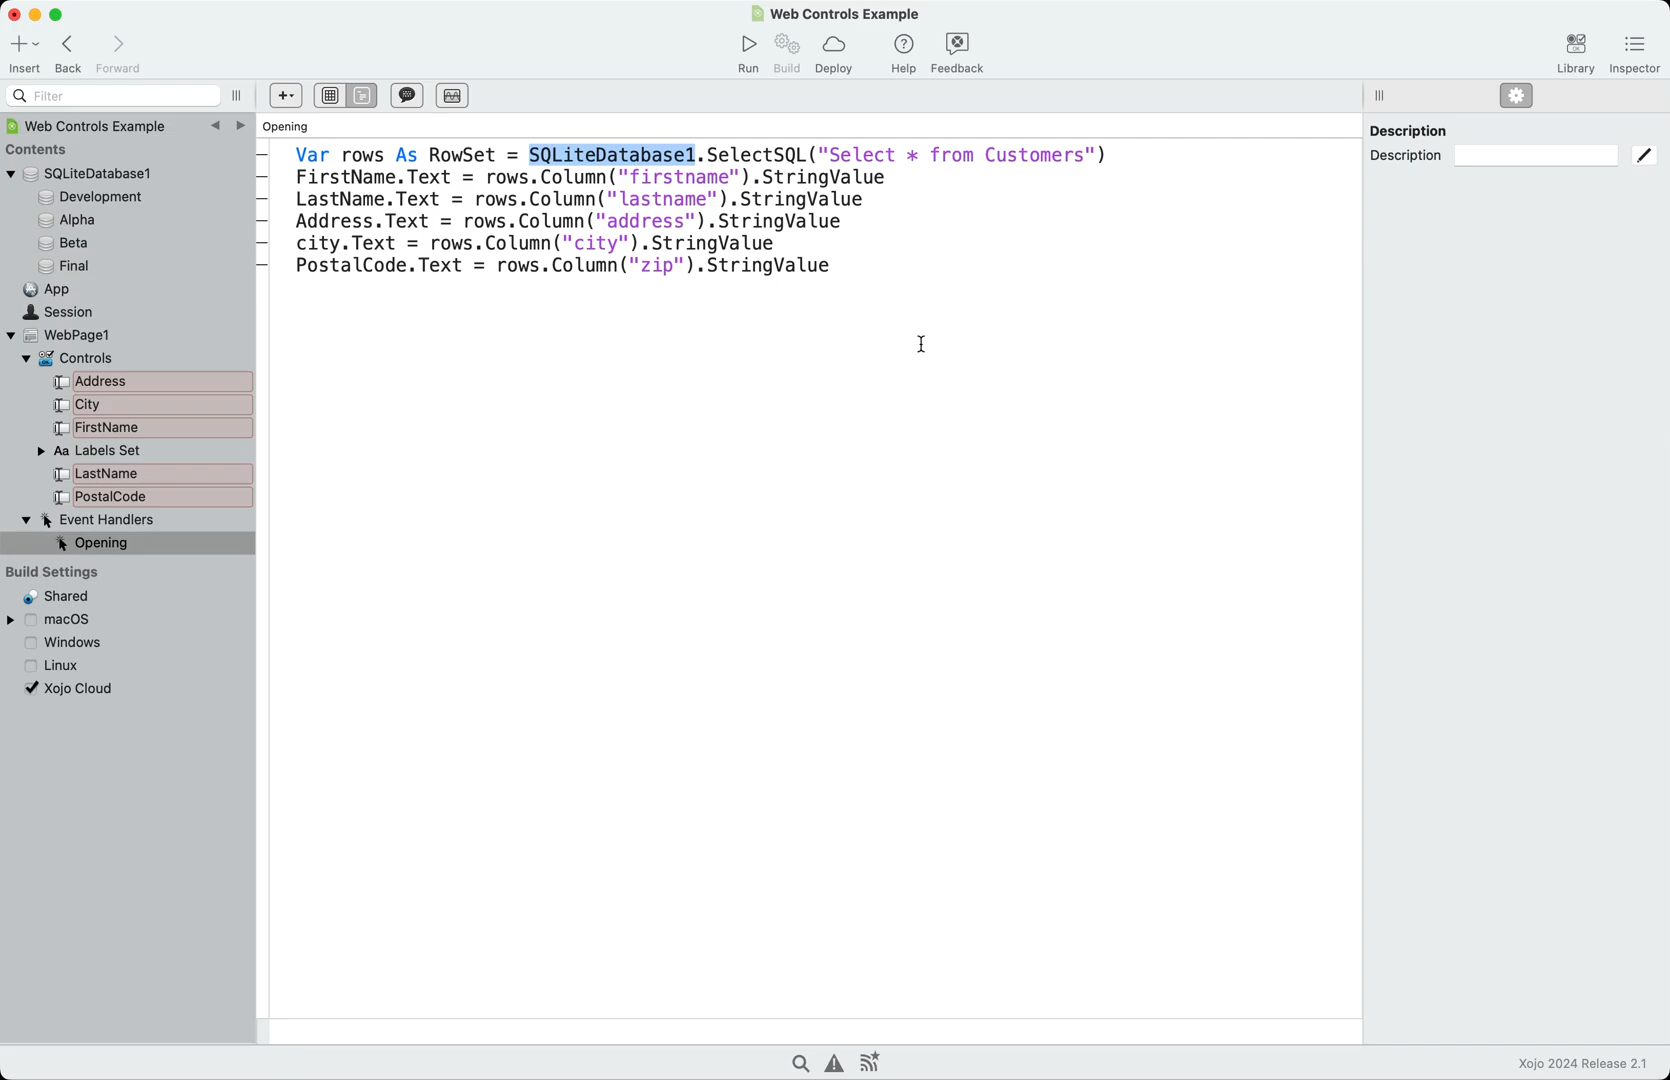 Web Controls Example
Insert
Back
Forward
Run
Build
Deploy
Help
Feedback
Library
Inspector
Filter
Web Controls Example
Contents
SQLiteDatabase1
Development
Alpha
Beta
Final
App
Session
WebPage1
Controls
Address
City
FirstName
Aa Labels Set
LastName
PostalCode
Event Handlers
Opening
Build Settings
Shared
macOS
Windows
Linux
Xojo Cloud
Opening
Var rows As RowSet = SQLiteDatabase1.SelectSQL("Select * from Customers")
FirstName.Text = rows.Column("firstname").StringValue
LastName.Text = rows.Column("lastname").StringValue
Address.Text = rows.Column("address").StringValue
city.Text = rows.Column("city").StringValue
PostalCode.Text = rows.Column("zip").StringValue
Description
Description
Xojo 2024 Release 2.1